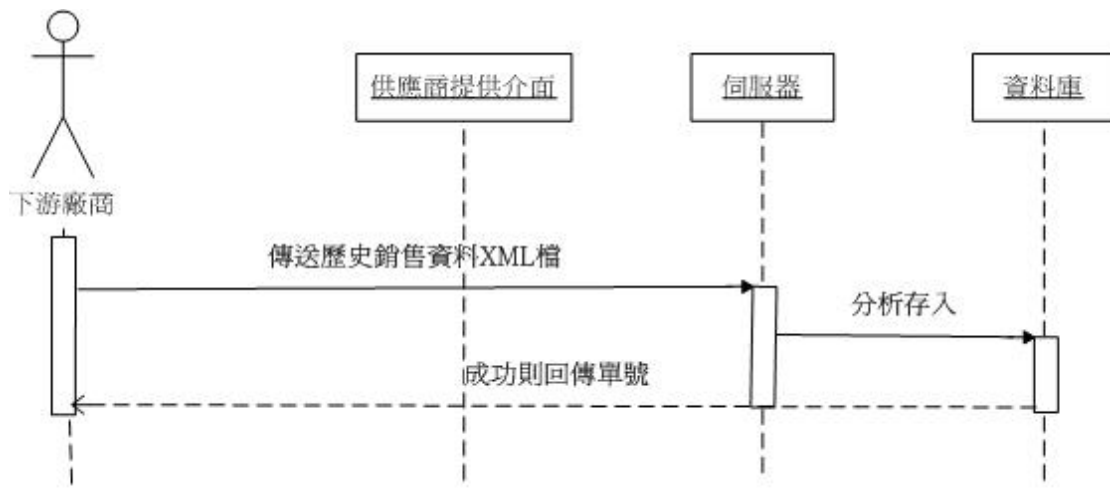 供應商提供介面
伺服器
資料庫
下游廠商
傳送歷史銷售資料XML檔
分析存入
成功則回傳單號